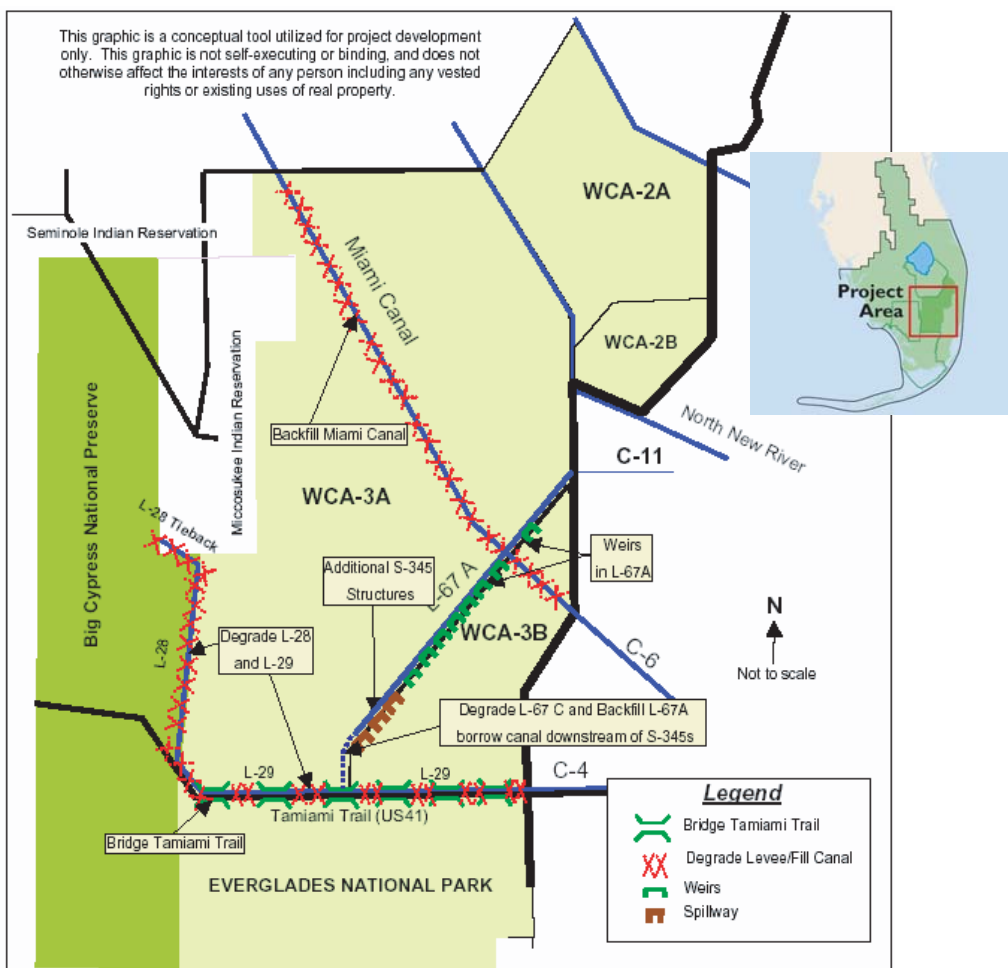 This graphic is a conceptual tool utilized for project development
only. This graphic is not self-executing or binding, and does not
otherwise affect the interests of any person including any vested
rights or existing uses of real property.
WCA-2A
Seminole Indian Reservation
Miami Canal
Project
Area
WCA-2B
Miccosukee Indian Reservation
Big Cypress National Preserve
Backfill Miami Canal
North New River
C-11
WCA-3A
L-28 Tieback
Weirs
in L-67A
Additional S-345
Structures
L-67 A
N
WCA-3B
Not to scale
L-28
Degrade L-28
and L-29
C-6
Degrade L-67 C and Backfill L-67A
borrow canal downstream of S-345s
L-29
L-29
C-4
Tamiami Trail (US41)
Bridge Tamiami Trail
EVERGLADES NATIONAL PARK
Legend
Bridge Tamiami Trail
Degrade Levee/Fill Canal
Weirs
Spillway